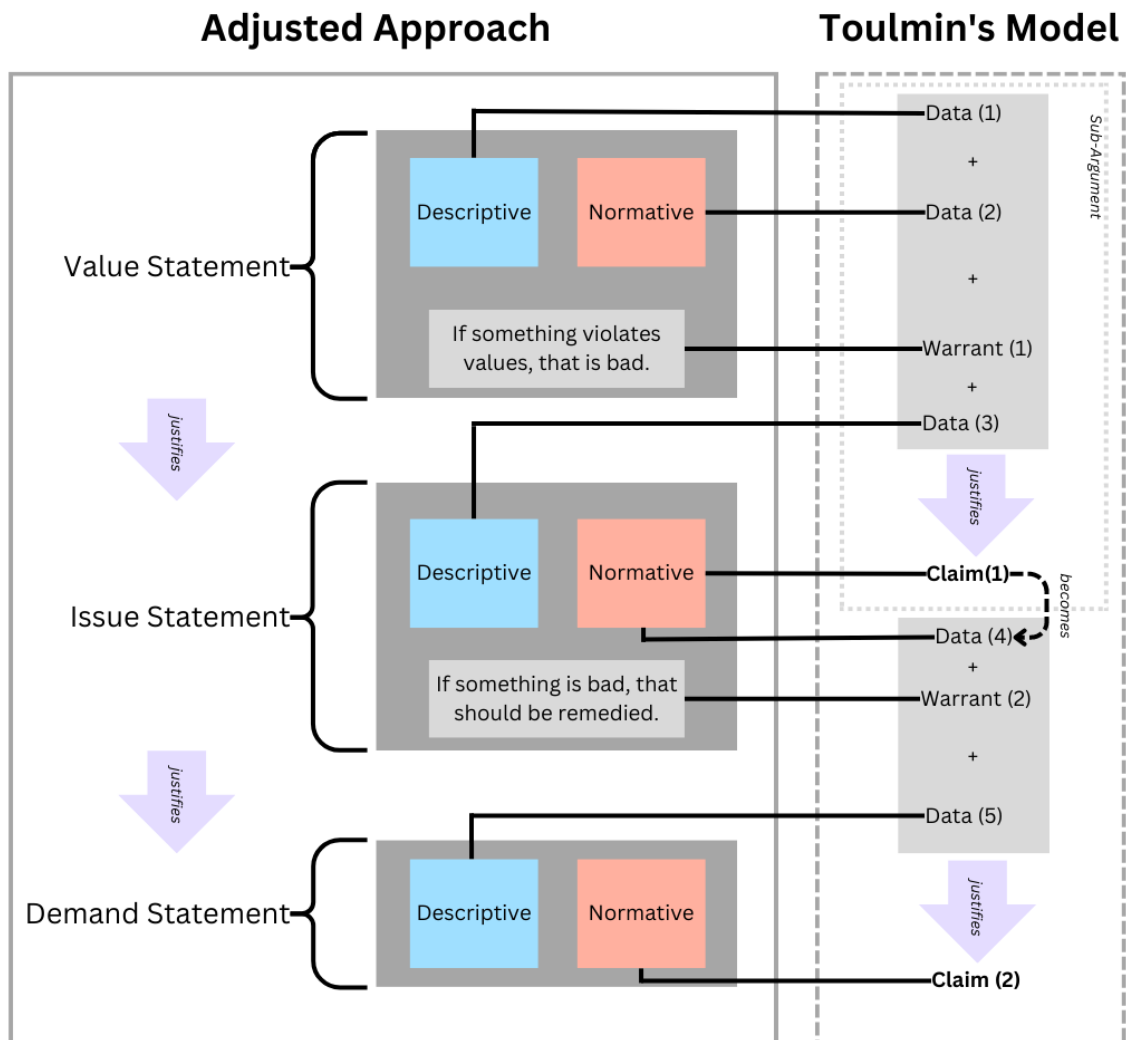 Adjusted Approach
Toulmin's Model
Value Statement
Descriptive
Normative
If something violates
values, that is bad.
justifies
Issue Statement
Descriptive
Normative
If something is bad, that
should be remedied.
justifies
Demand Statement
Descriptive
Normative
Sub-Argument
Data (1)
+
Data (2)
+
Warrant (1)
+
Data (3)
justifies
Claim(1)
becomes
Data (4)
+
Warrant (2)
+
Data (5)
justifies
Claim (2)